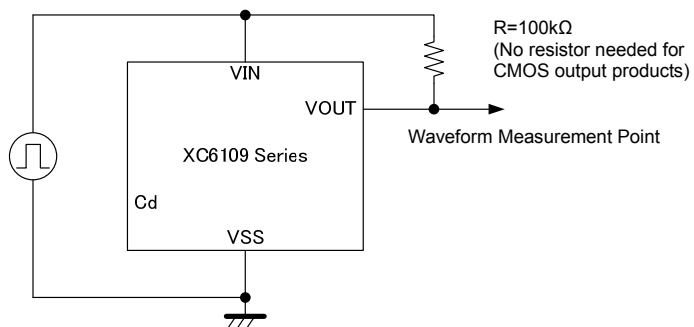 R=100kΩ
(No resistor needed for
CMOS output products)
VIN
VOUT
Waveform Measurement Point
XC6109 Series
Cd
VSS